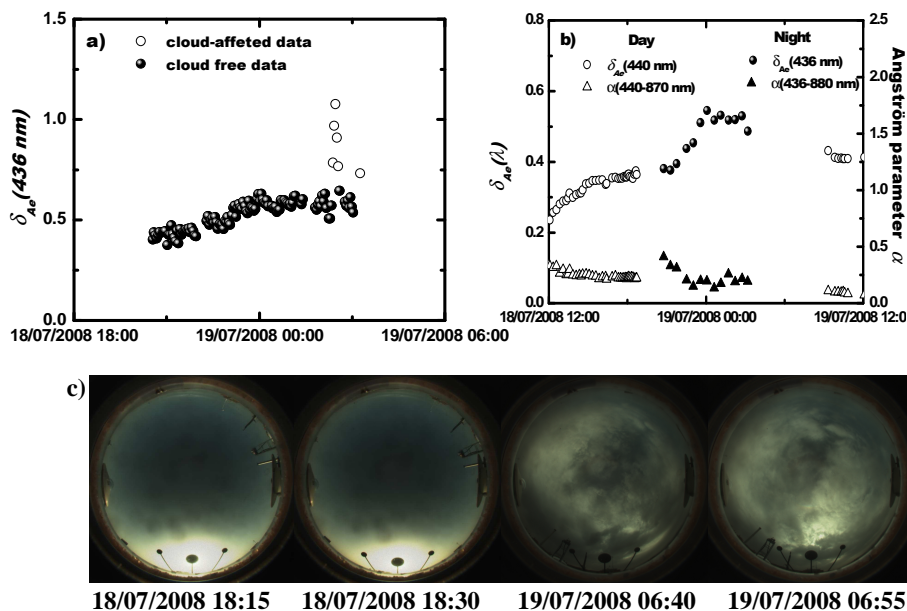 a)
cloud-affeted data
cloud free data
δAe(436 nm)
1.5
1.0
0.5
0.0
18/07/2008 18:00
19/07/2008 00:00
19/07/2008 06:00
b)
Day
Night
δAe(440 nm)
α(440-870 nm)
δAe(436 nm)
α(436-880 nm)
δAe(λ)
0.8
0.6
0.4
0.2
0.0
2.5
2.0
1.5
1.0
0.5
0.0
Angström parameter α
18/07/2008 12:00
19/07/2008 00:00
19/07/2008 12:00
c)
18/07/2008 18:15
18/07/2008 18:30
19/07/2008 06:40
19/07/2008 06:55